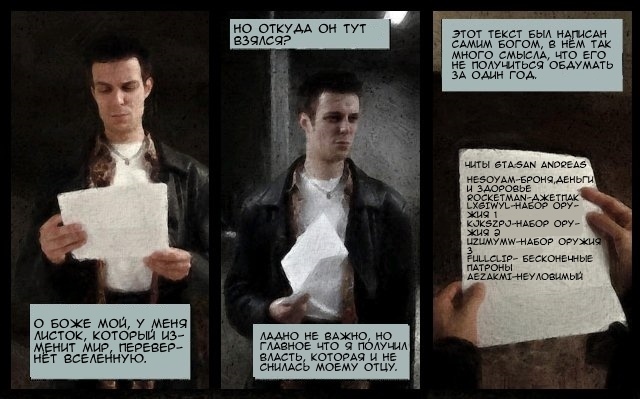 О БОЖЕ МОЙ, У МЕНЯ
ЛИСТОК, КОТОРЫЙ ИЗ-
МЕНИТ МИР, ПЕРЕВЕР-
НЁТ ВСЕЛЕННУЮ.
НО ОТКУДА ОН ТУТ
ВЗЯЛСЯ?
ЛАДНО НЕ ВАЖНО, НО
ГЛАВНОЕ ЧТО Я ПОЛУЧИЛ
ВЛАСТЬ, КОТОРАЯ И НЕ
СНИЛАСЬ МОЕМУ ОТЦУ.
ЭТОТ ТЕКСТ БЫЛ НАПИСАН
САМИМ БОГОМ, В НЁМ ТАК
МНОГО СМЫСЛА, ЧТО ЕГО
НЕ ПОЛУЧИТЬСЯ ОБДУМАТЬ
ЗА ОДИН ГОД.
ЧИТЫ GTA:SAN ANDREAS
HESOYAM-БРОНЯ,ДЕНЬГИ
И ЗДОРОВЬЕ
ROCKETMAN-ДЖЕТПАК
LXGIWYL-НАБОР ОРУ-
ЖИЯ 1
KJKSZPJ-НАБОР ОРУ-
ЖИЯ 2
UZUMYMW-НАБОР ОРУЖИЯ
3
FULLCLIP- БЕСКОНЕЧНЫЕ
ПАТРОНЫ
AEZAKMI-НЕУЛОВИМЫЙ